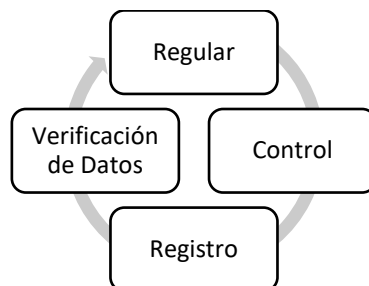 Regular
Verificación
de Datos
Control
Registro